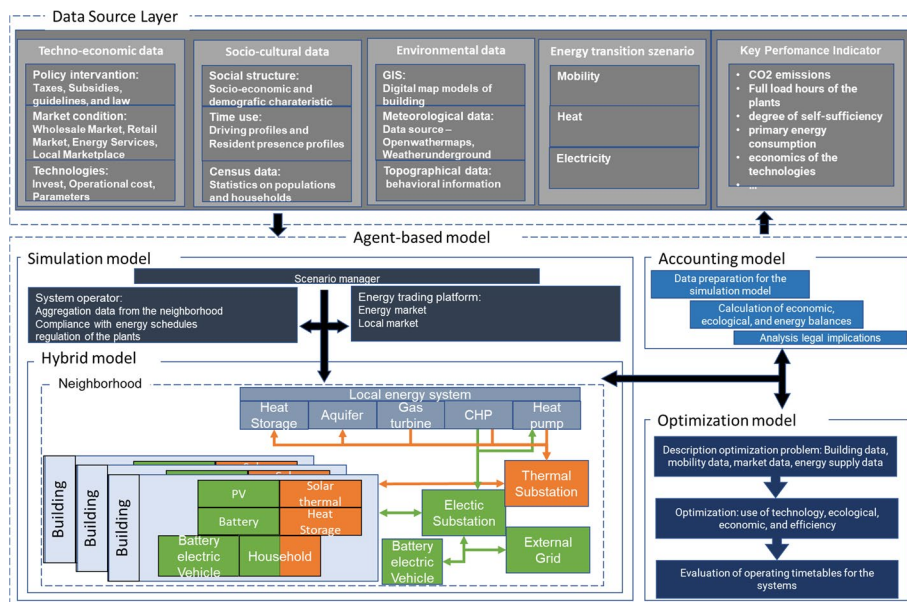 Data Source Layer
Techno-economic data
Policy intervantion:
Taxes, Subsidies,
guidelines, and law
Market condition:
Wholesale Market, Retail
Market, Energy Services,
Local Marketplace
Technologies:
Invest, Operational cost,
Parameters
Socio-cultural data
Social structure:
Socio-economic and
demografic charateristic
Time use:
Driving profiles and
Resident presence profiles
Census data:
Statistics on populations
and households
Environmental data
GIS:
Digital map models of
building
Meteorological data:
Data source –
Openwathermaps,
Weatherunderground
Topographical data:
behavioral information
Energy transition szenario
Mobility
Heat
Electricity
Key Perfomance Indicator
• CO2 emissions
• Full load hours of the
plants
• degree of self-sufficiency
• primary energy
consumption
• economics of the
technologies
• ...
Agent-based model
Simulation model
Scenario manager
System operator:
Aggregation data from the neighborhood
Compliance with energy schedules
regulation of the plants
Energy trading platform:
Energy market
Local market
Hybrid model
Neighborhood
Local energy system
Heat
Storage
Aquifer
Gas
turbine
CHP
Heat
pump
Thermal
Substation
Electic
Substation
External
Grid
Battery
electric
Vehicle
Building
Building
Building
PV
Solar
thermal
Battery
Heat
Storage
Battery
electric
Vehicle
Household
Accounting model
Data preparation for the
simulation model
Calculation of economic,
ecological, and energy balances
Analysis legal implications
Optimization model
Description optimization problem: Building data,
mobility data, market data, energy supply data
Optimization: use of technology, ecological,
economic, and efficiency
Evaluation of operating timetables for the
systems